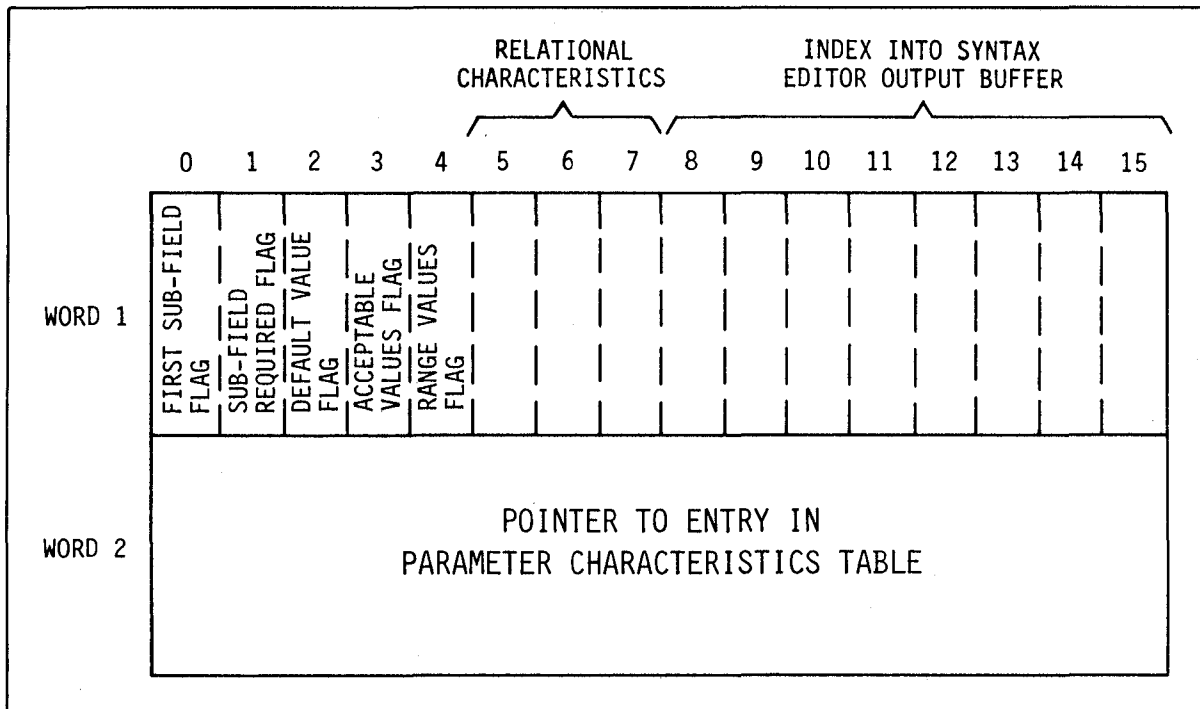 RELATIONAL
CHARACTERISTICS
INDEX INTO SYNTAX
EDITOR OUTPUT BUFFER
0 1 2 3 4 5 6 7 8 9 10 11 12 13 14 15
WORD 1
FIRST SUB-FIELD
FLAG
SUB-FIELD
REQUIRED FLAG
DEFAULT VALUE
FLAG
ACCEPTABLE
VALUES FLAG
RANGE VALUES
FLAG
WORD 2
POINTER TO ENTRY IN
PARAMETER CHARACTERISTICS TABLE